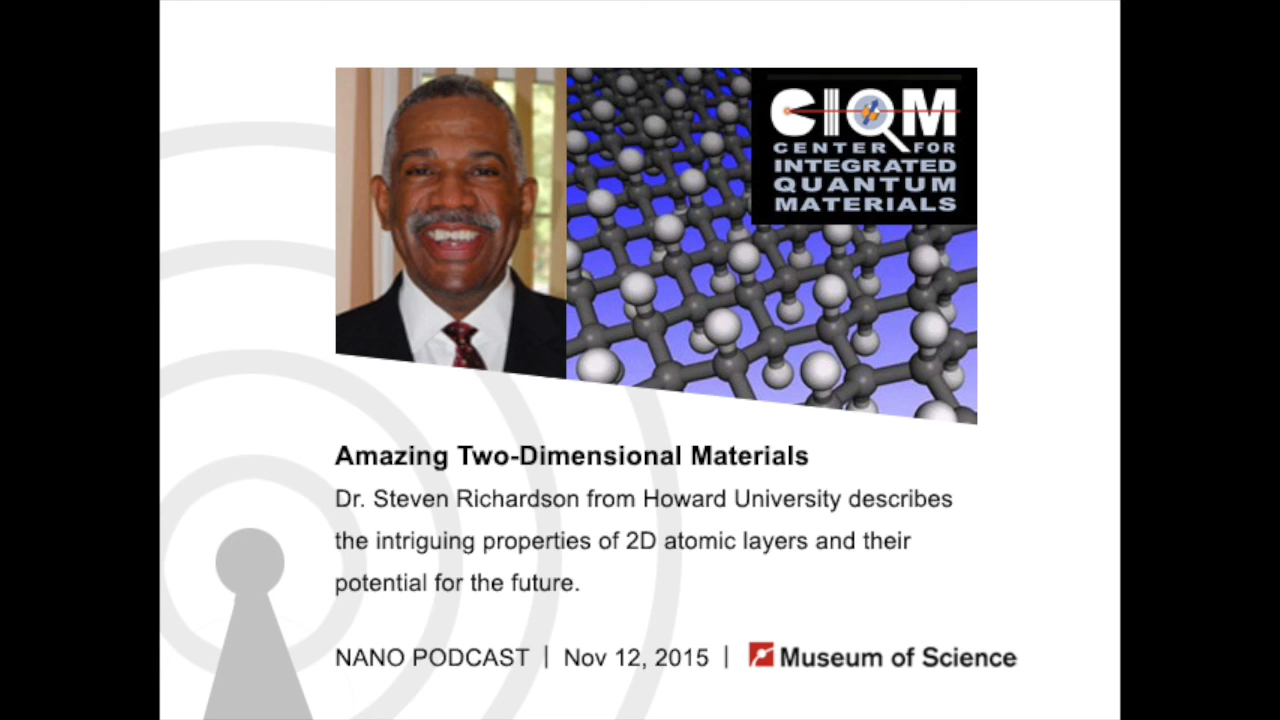 CIQM
CENTER FOR
INTEGRATED
QUANTUM
MATERIALS
Amazing Two-Dimensional Materials
Dr. Steven Richardson from Howard University describes
the intriguing properties of 2D atomic layers and their
potential for the future.
NANO PODCAST | Nov 12, 2015 | Museum of Science